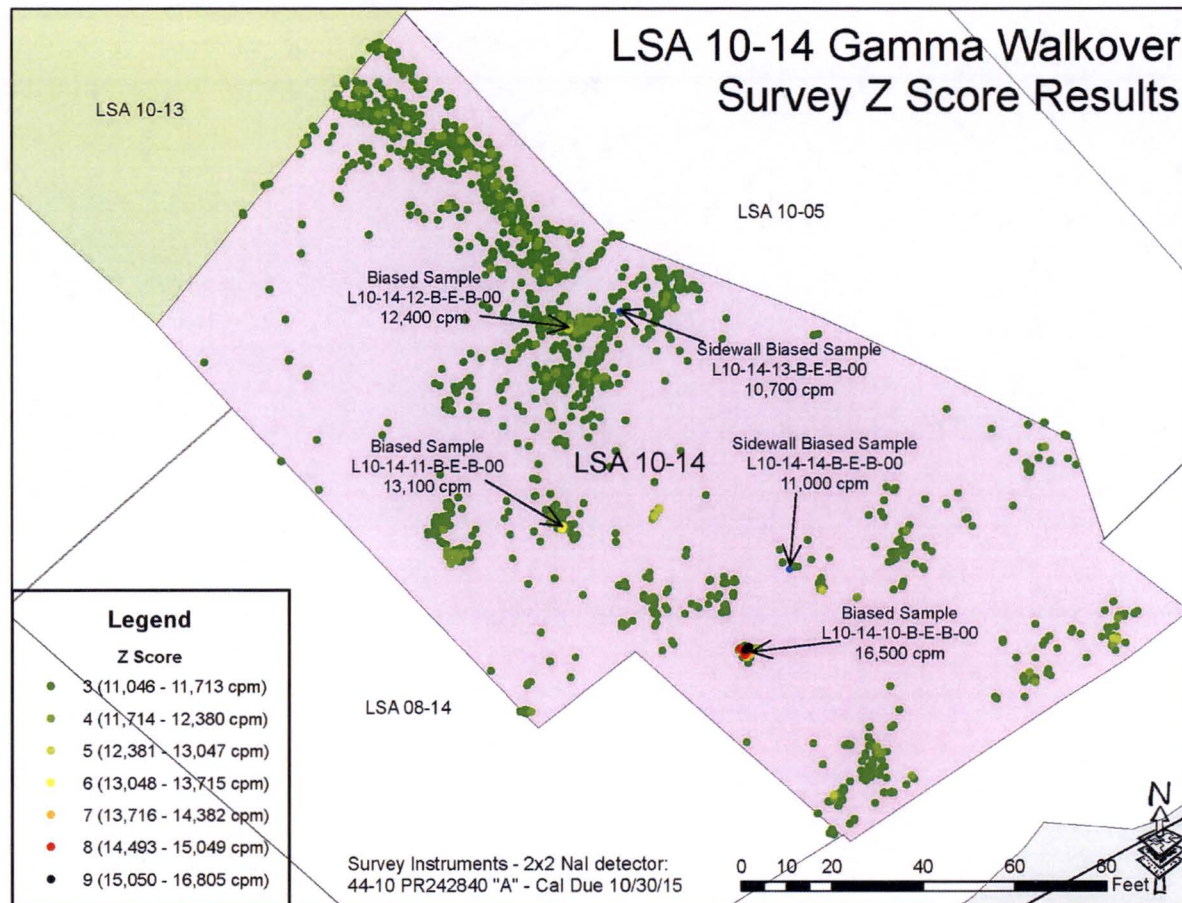 LSA 10-14 Gamma Walkover
Survey Z Score Results
LSA 10-13
LSA 10-05
Biased Sample
L10-14-12-B-E-B-00
12,400 cpm
Sidewall Biased Sample
L10-14-13-B-E-B-00
10,700 cpm
Biased Sample
L10-14-11-B-E-B-00
13,100 cpm
LSA 10-14
Sidewall Biased Sample
L10-14-14-B-E-B-00
11,000 cpm
Biased Sample
L10-14-10-B-E-B-00
16,500 cpm
LSA 08-14
Legend
Z Score
3 (11,046 - 11,713 cpm)
4 (11,714 - 12,380 cpm)
5 (12,381 - 13,047 cpm)
6 (13,048 - 13,715 cpm)
7 (13,716 - 14,382 cpm)
8 (14,493 - 15,049 cpm)
9 (15,050 - 16,805 cpm)
Survey Instruments - 2x2 NaI detector:
44-10 PR242840 "A" - Cal Due 10/30/15
0 10 20 40 60 80
Feet
N